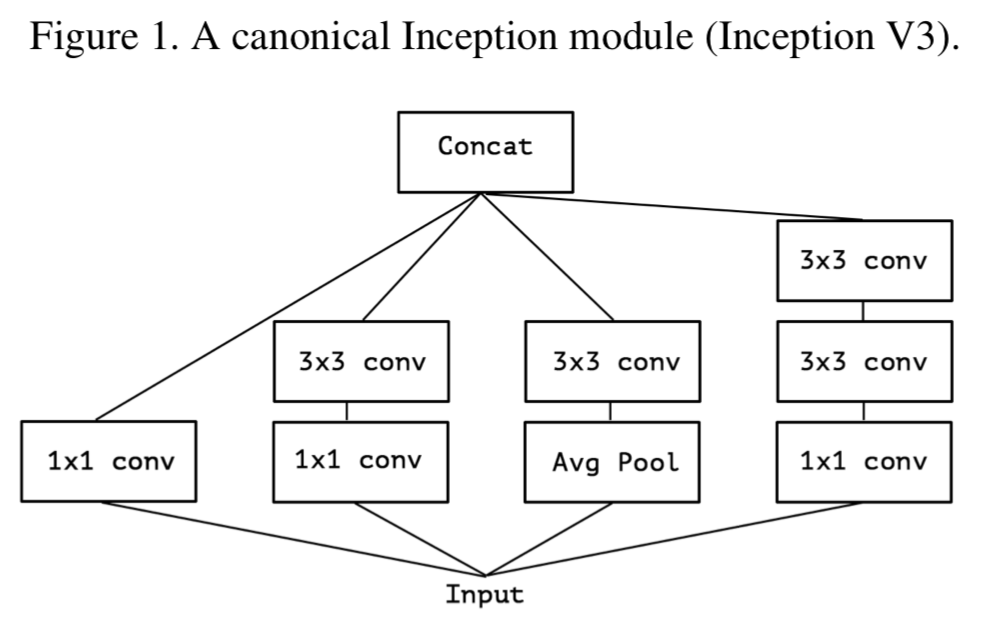 Figure 1. A canonical Inception module (Inception V3).
Concat
3x3 conv
3x3 conv
3x3 conv
3x3 conv
1x1 conv
1x1 conv
Avg Pool
1x1 conv
Input